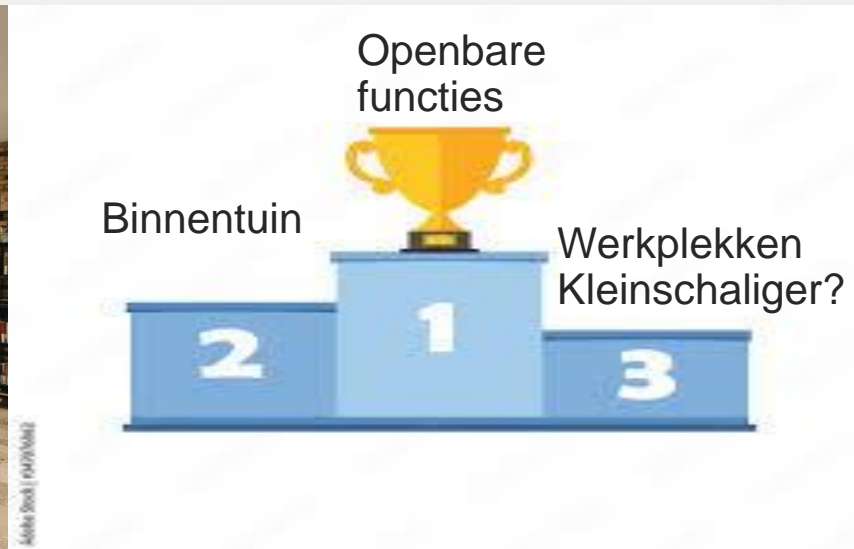 Openbare
functies
Binnentuin
Werkplekken
Kleinschaliger?
2
1
3